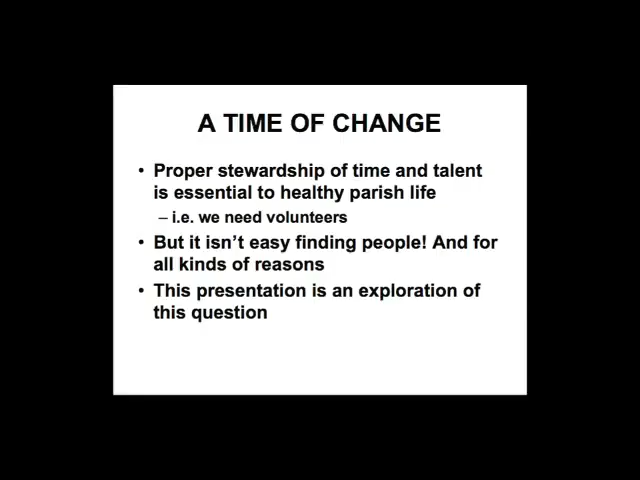 A TIME OF CHANGE
• Proper stewardship of time and talent
is essential to healthy parish life
– i.e. we need volunteers
• But it isn’t easy finding people! And for
all kinds of reasons
• This presentation is an exploration of
this question